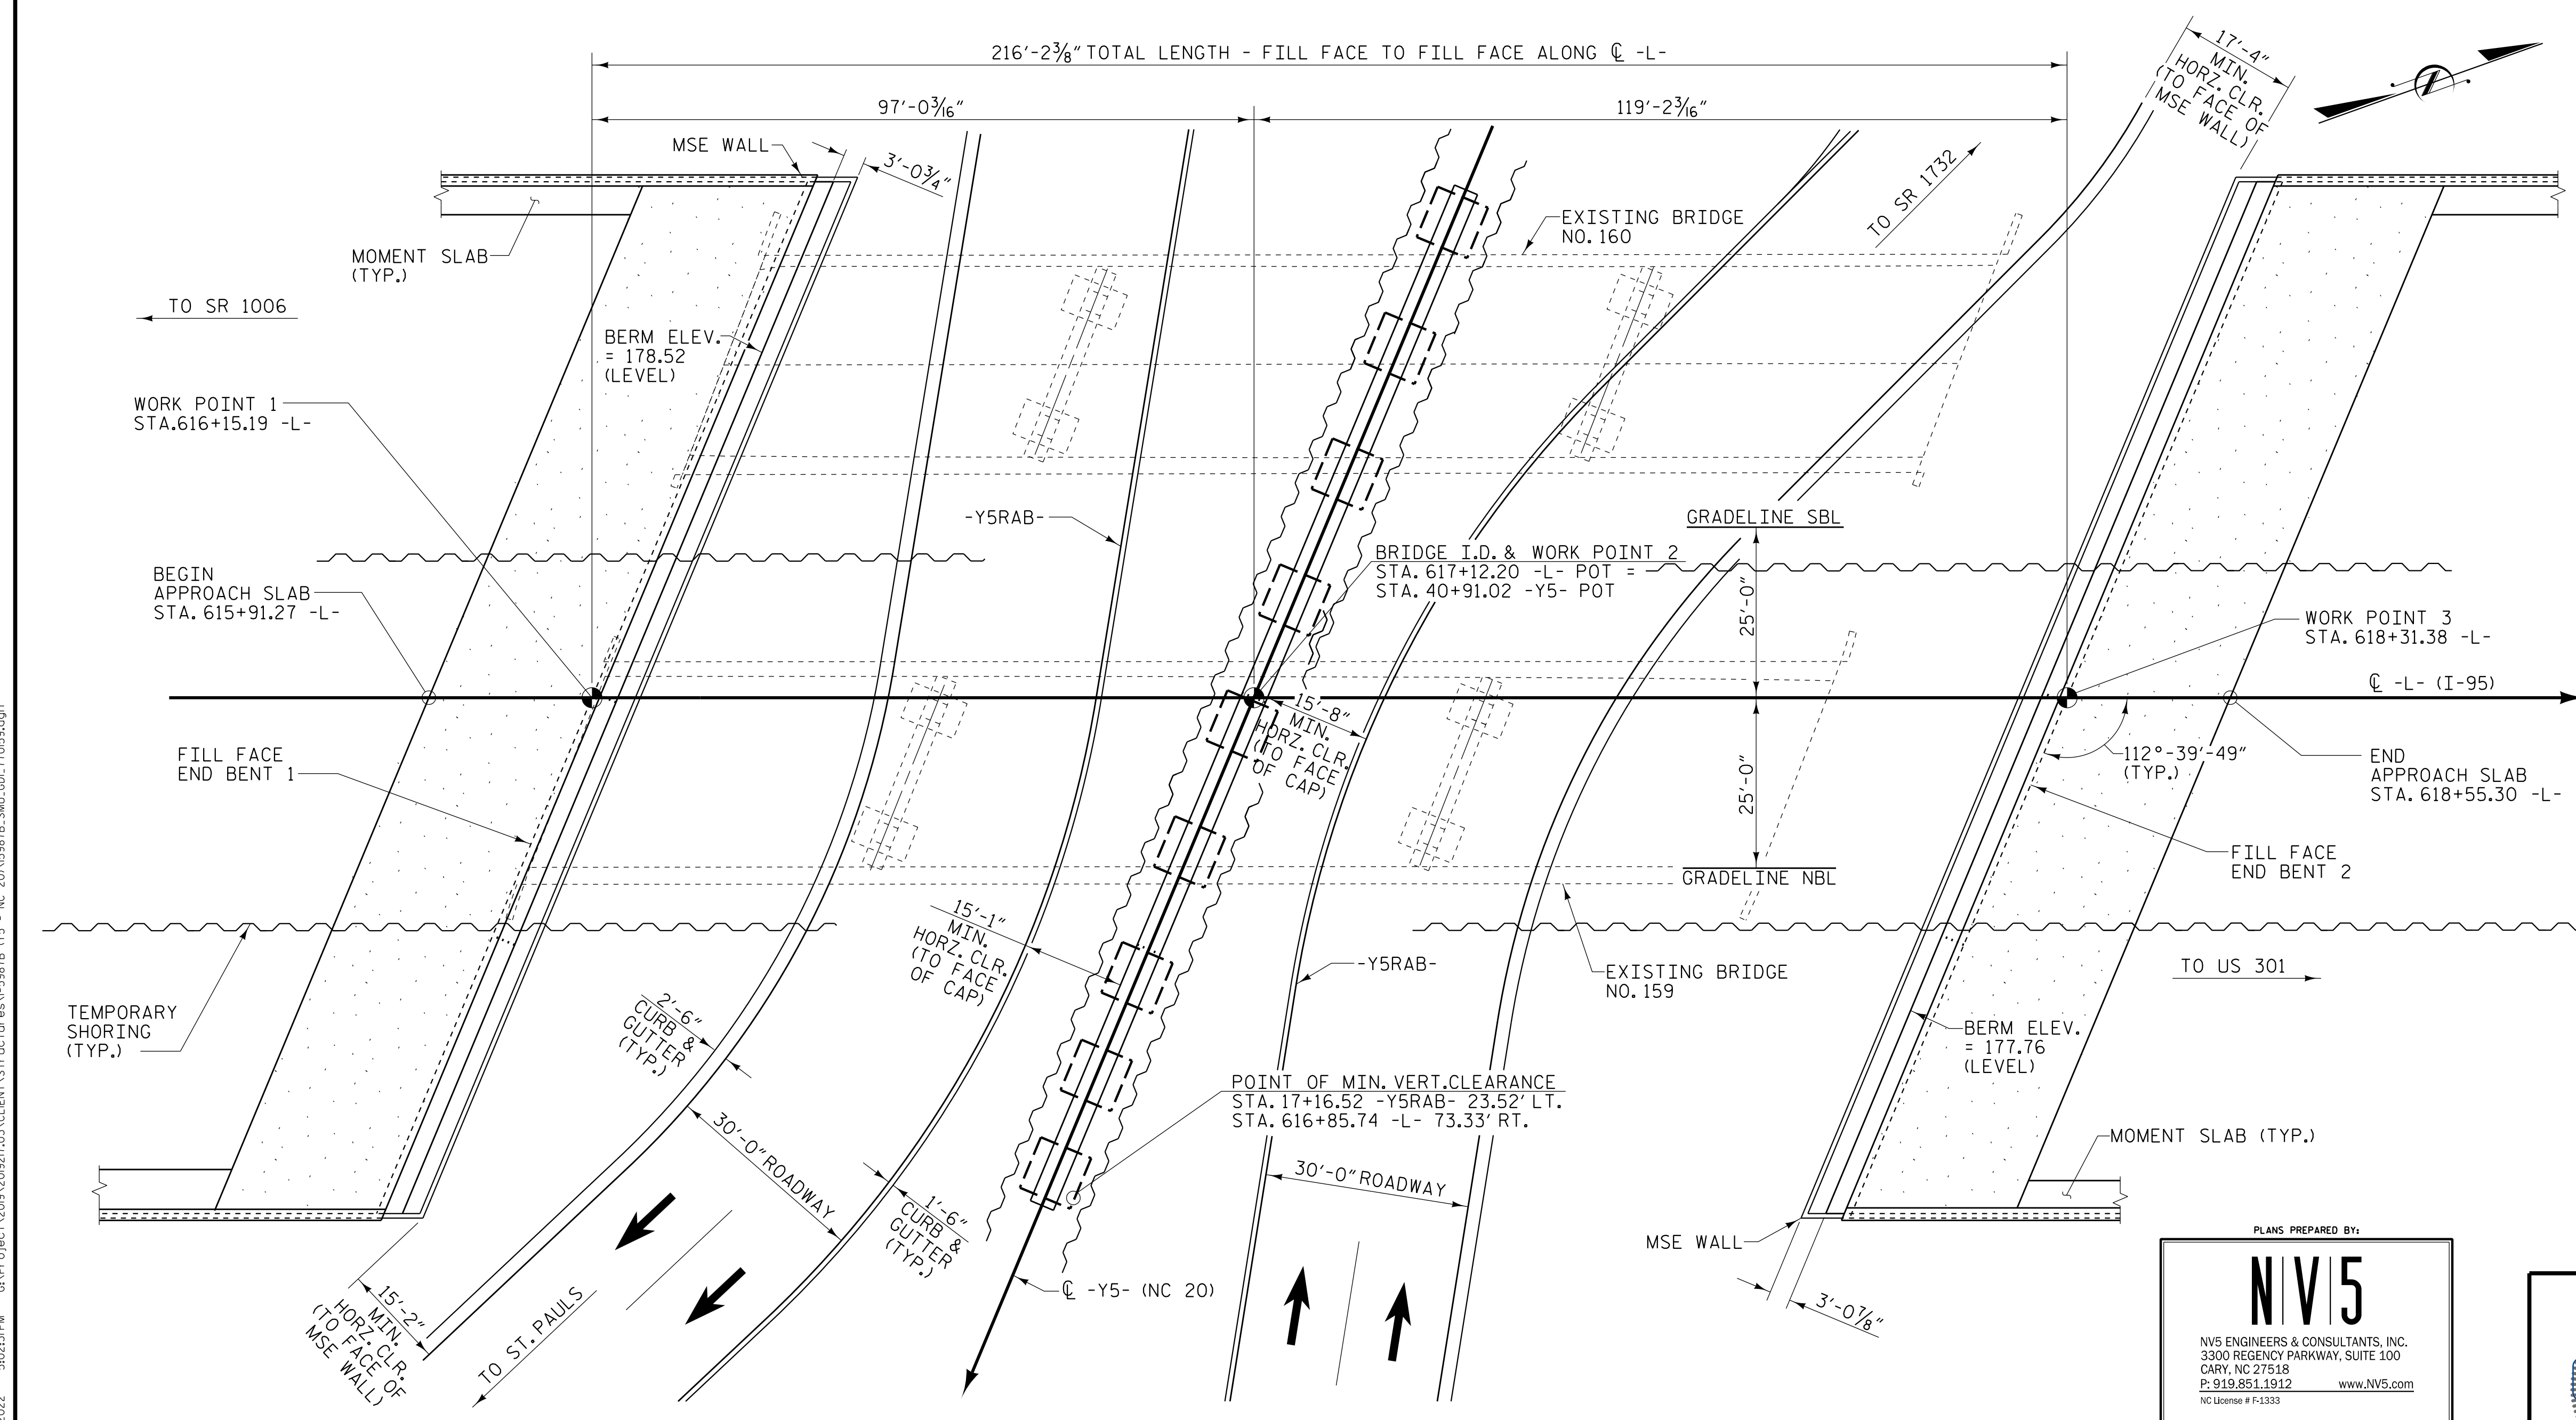 216'-2⅜" TOTAL LENGTH - FILL FACE TO FILL FACE ALONG ℄ -L-
97'-0³⁄₁₆"
119'-2³⁄₁₆"
17'-4"
MIN.
HORZ. CLR.
(TO FACE OF
MSE WALL)
MSE WALL
3'-0¾"
MOMENT SLAB
(TYP.)
EXISTING BRIDGE
NO. 160
TO SR 1732
TO SR 1006
BERM ELEV.
= 178.52
(LEVEL)
WORK POINT 1
STA. 616+15.19 -L-
-Y5RAB-
GRADELINE SBL
BRIDGE I.D. & WORK POINT 2
STA. 617+12.20 -L- POT =
STA. 40+91.02 -Y5- POT
BEGIN
APPROACH SLAB
STA. 615+91.27 -L-
25'-0"
WORK POINT 3
STA. 618+31.38 -L-
℄ -L- (I-95)
15'-8"
MIN.
HORZ. CLR.
(TO FACE
OF CAP)
FILL FACE
END BENT 1
25'-0"
112°-39'-49"
(TYP.)
END
APPROACH SLAB
STA. 618+55.30 -L-
FILL FACE
END BENT 2
GRADELINE NBL
15'-1"
MIN.
HORZ. CLR.
(TO FACE
OF CAP)
-Y5RAB-
EXISTING BRIDGE
NO. 159
TO US 301
TEMPORARY
SHORING
(TYP.)
2'-6"
CURB &
GUTTER
(TYP.)
BERM ELEV.
= 177.76
(LEVEL)
POINT OF MIN. VERT. CLEARANCE
STA. 17+16.52 -Y5RAB- 23.52' LT.
STA. 616+85.74 -L- 73.33' RT.
30'-0" ROADWAY
MOMENT SLAB (TYP.)
30'-0" ROADWAY
1'-6"
CURB &
GUTTER
(TYP.)
MSE WALL
℄ -Y5- (NC 20)
3'-0⅞"
15'-2"
MIN.
HORZ. CLR.
(TO FACE OF
MSE WALL)
TO ST. PAULS
PLANS PREPARED BY:
N|V|5
NV5 ENGINEERS & CONSULTANTS, INC.
3300 REGENCY PARKWAY, SUITE 100
CARY, NC 27518
P: 919.851.1912 www.NV5.com
NC License # F-1333